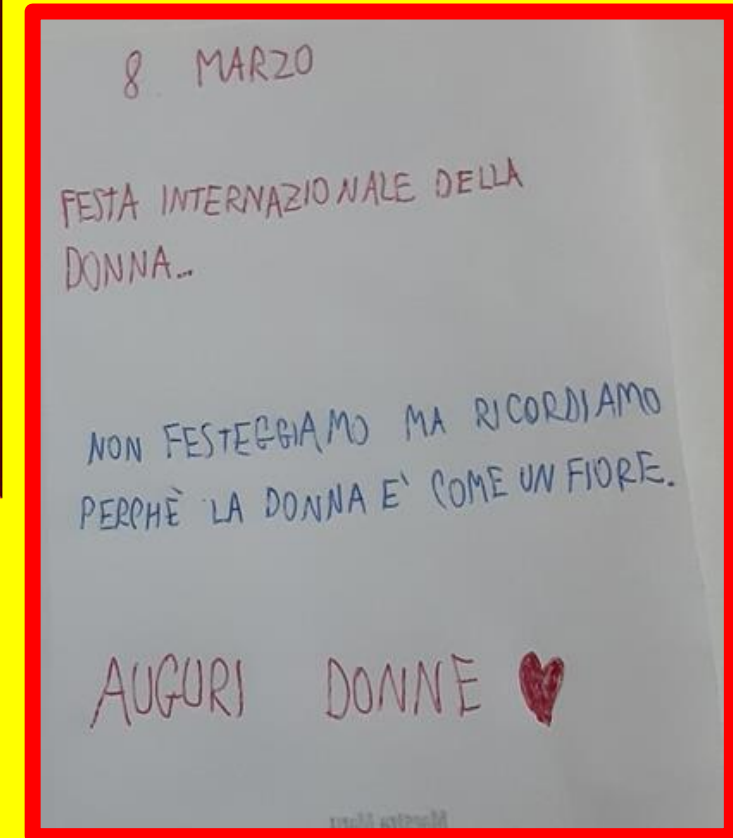 8 MARZO
FESTA INTERNAZIONALE DELLA
DONNA...
NON FESTEGGIAMO MA RICORDIAMO
PERCHÈ LA DONNA E' COME UN FIORE.
AUGURI DONNE